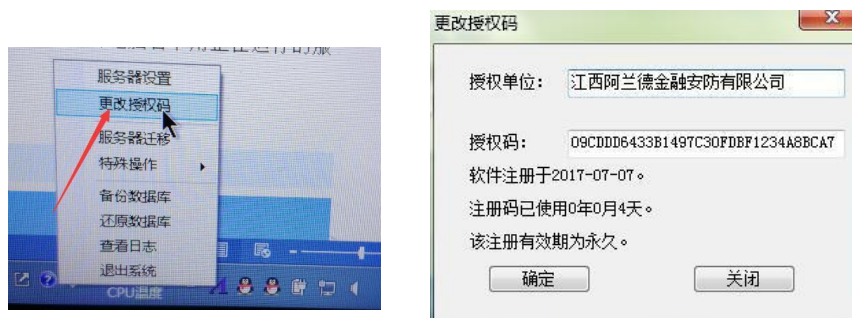 服务器设置
更改授权码
服务器迁移
特殊操作
备份数据库
还原数据库
查看日志
退出系统
CPU温度
更改授权码
授权单位： 江西阿兰德金融安防有限公司
授权码： 09CDDD6433B1497C30FDBF1234A8BCA7
软件注册于2017-07-07。
注册码已使用0年0月4天。
该注册有效期为永久。
确定 关闭